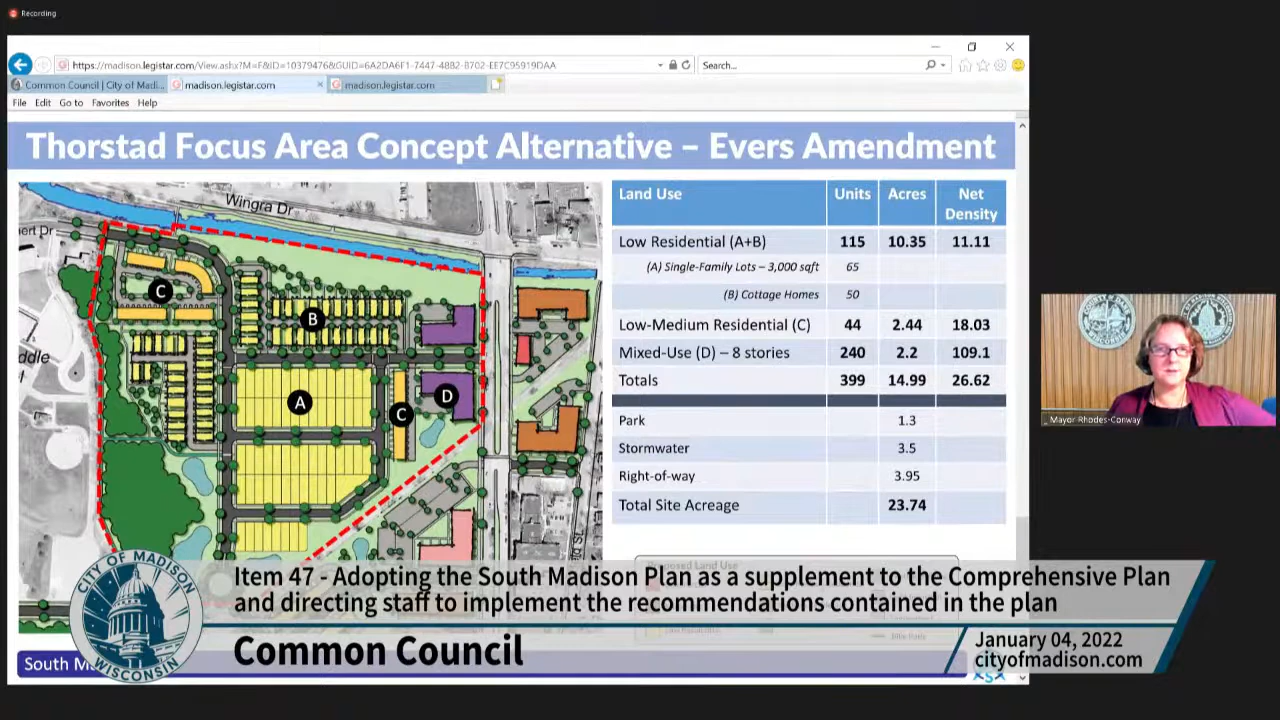 Recording
https://madison.legistar.com/View.ashx?M=F&ID=10379476&GUID=6A2DA6F1-7447-4882-B702-EE7C95919DAA
Search...
Common Council | City of Madi...
madison.legistar.com
madison.legistar.com
File Edit Go to Favorites Help
Thorstad Focus Area Concept Alternative – Evers Amendment
Wingra Dr
ert Dr
ddle
C
B
A
C
D
Land Use Units Acres Net Density
Low Residential (A+B) 115 10.35 11.11
(A) Single-Family Lots – 3,000 sqft 65
(B) Cottage Homes 50
Low-Medium Residential (C) 44 2.44 18.03
Mixed-Use (D) – 8 stories 240 2.2 109.1
Totals 399 14.99 26.62
Park 1.3
Stormwater 3.5
Right-of-way 3.95
Total Site Acreage 23.74
Mayor Rhodes-Conway
CITY OF MADISON
WISCONSIN
Item 47 - Adopting the South Madison Plan as a supplement to the Comprehensive Plan
and directing staff to implement the recommendations contained in the plan
Common Council
January 04, 2022
cityofmadison.com
South M